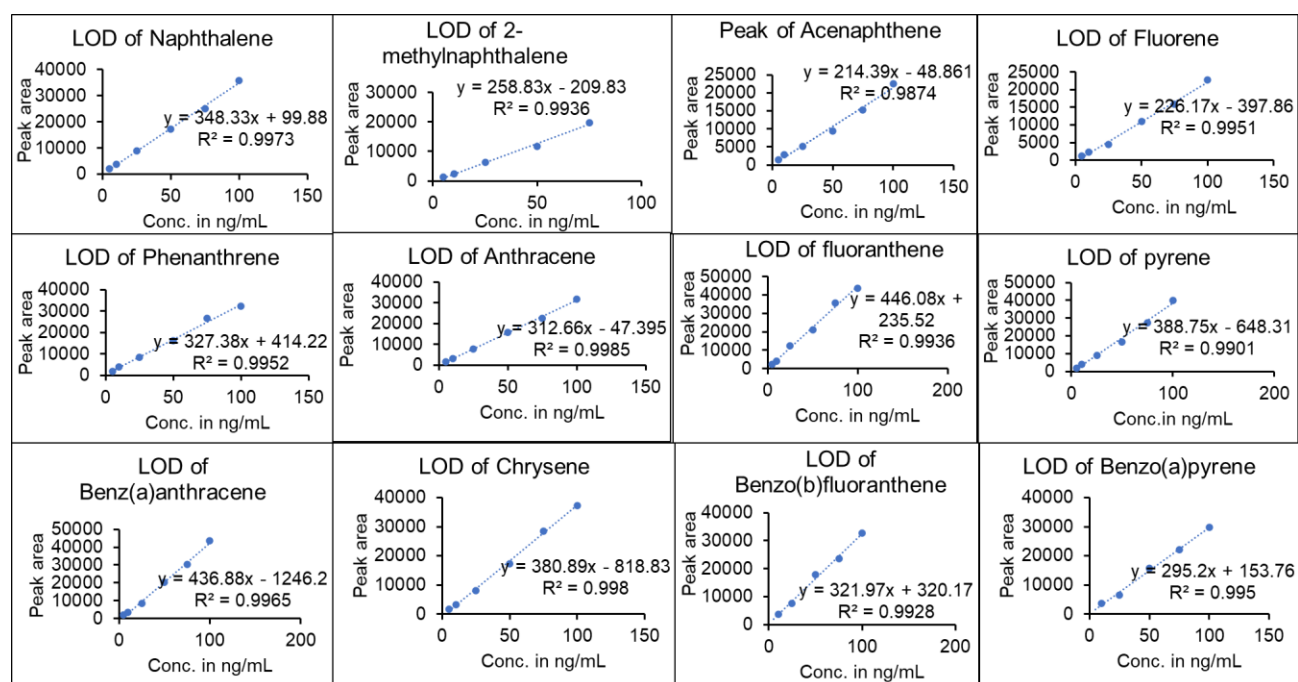 LOD of Naphthalene
Peak area
40000
30000
20000
10000
0
y = 348.33x + 99.88
R² = 0.9973
0 50 100 150
Conc. in ng/mL
LOD of 2-
methylnaphthalene
Peak area
30000
20000
10000
0
y = 258.83x - 209.83
R² = 0.9936
0 50 100
Conc. in ng/mL
Peak of Acenaphthene
Peak area
25000
20000
15000
10000
5000
0
y = 214.39x - 48.861
R² = 0.9874
0 50 100 150
Conc. in ng/mL
LOD of Fluorene
Peak area
25000
20000
15000
10000
5000
0
y = 226.17x - 397.86
R² = 0.9951
0 50 100 150
Conc. in ng/mL
LOD of Phenanthrene
Peak area
40000
30000
20000
10000
0
y = 327.38x + 414.22
R² = 0.9952
0 50 100 150
Conc. in ng/mL
LOD of Anthracene
Peak area
40000
30000
20000
10000
0
y = 312.66x - 47.395
R² = 0.9985
0 50 100 150
Conc. in ng/mL
LOD of fluoranthene
Peak area
50000
40000
30000
20000
10000
0
y = 446.08x +
235.52
R² = 0.9936
0 100 200
Conc. in ng/mL
LOD of pyrene
Peak area
50000
40000
30000
20000
10000
0
y = 388.75x - 648.31
R² = 0.9901
0 100 200
Conc.in ng/mL
LOD of
Benz(a)anthracene
Peak area
50000
40000
30000
20000
10000
0
y = 436.88x - 1246.2
R² = 0.9965
0 100 200
Conc. in ng/mL
LOD of Chrysene
Peak area
40000
30000
20000
10000
0
y = 380.89x - 818.83
R² = 0.998
0 50 100 150
Conc. in ng/mL
LOD of
Benzo(b)fluoranthene
Peak area
40000
30000
20000
10000
0
y = 321.97x + 320.17
R² = 0.9928
0 50 100 150 200
Conc. in ng/mL
LOD of Benzo(a)pyrene
Peak area
40000
30000
20000
10000
0
y = 295.2x + 153.76
R² = 0.995
0 50 100 150
Conc. in ng/mL